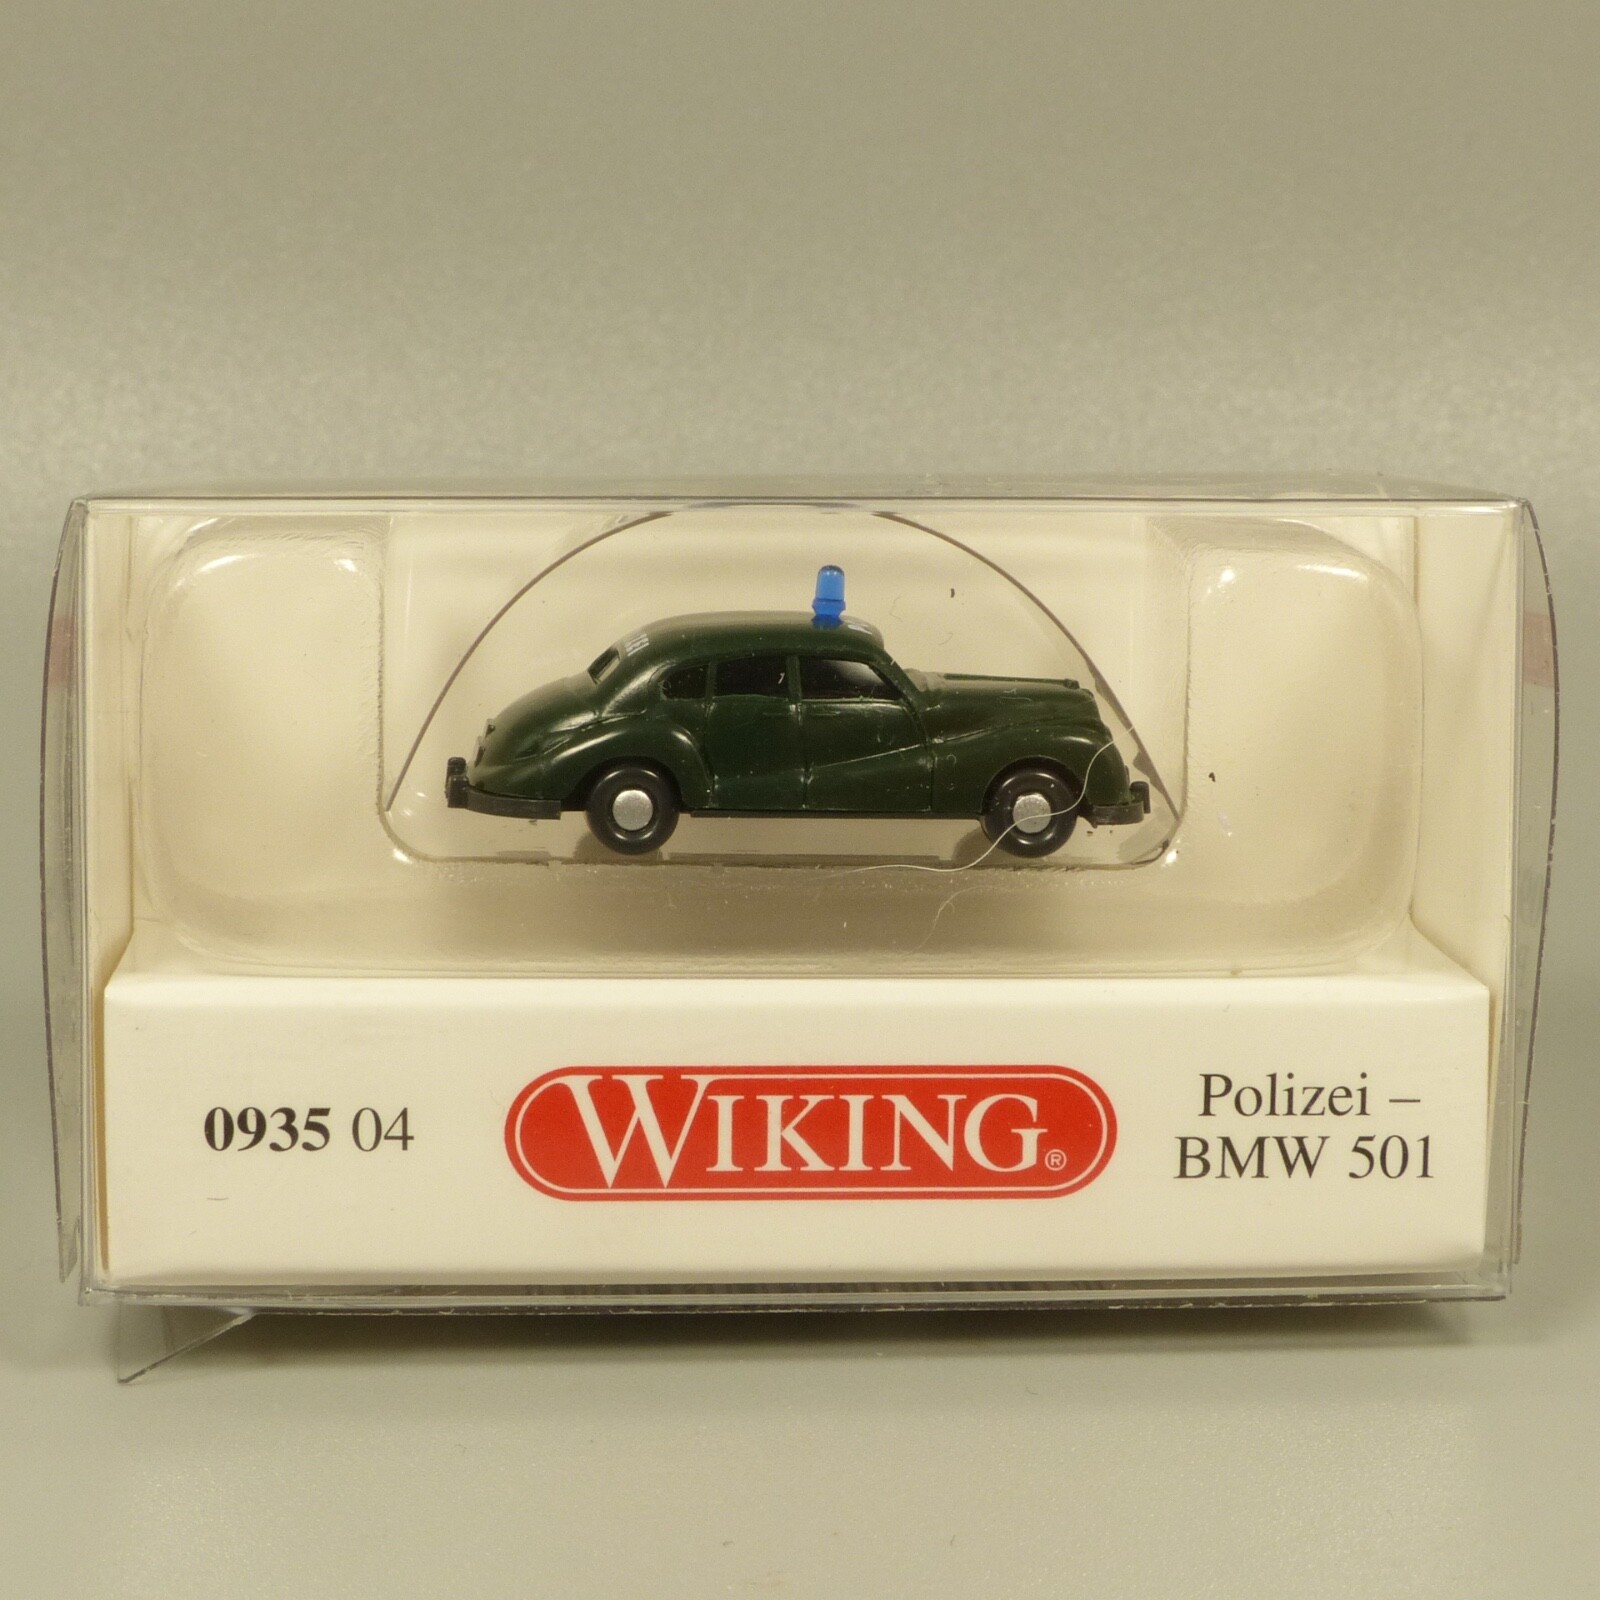 0935 04
WIKING®
Polizei –
BMW 501